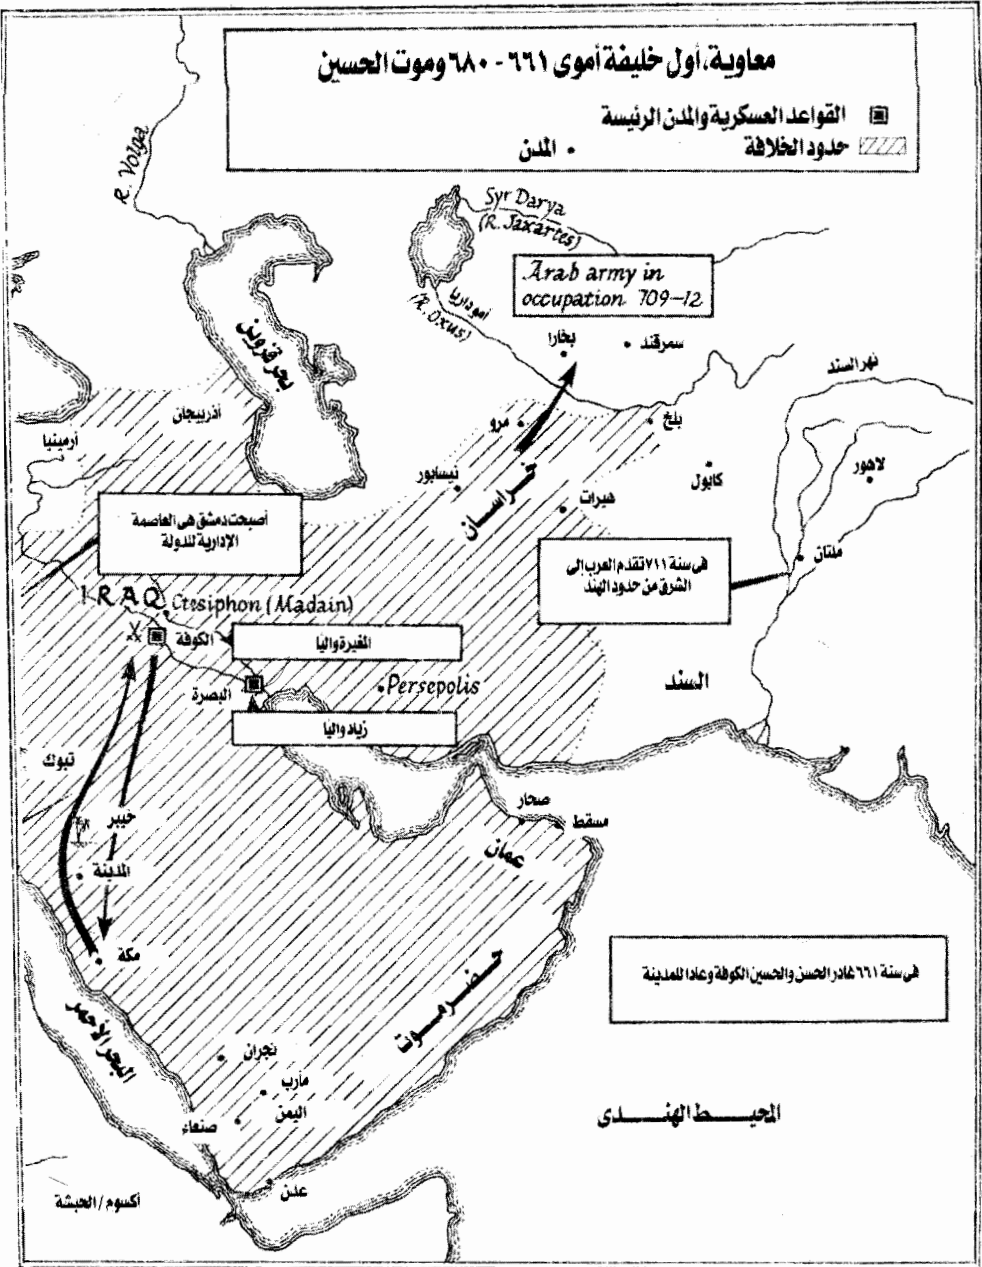 معاوية، أول خليفة أموى ٦٦١ - ٦٨٠ وموت الحسين
القواعد العسكرية والمدن الرئيسة
حدود الخلافة
المدن
R. Volga
Syr Darya
(R. Jaxartes)
Arab army in
occupation 709-12
أموداريا
(R. Oxus)
بخارا
سمرقند
نهر السند
بحر قزوين
أذربيجان
أرمينيا
مرو
بلخ
نيسابور
خراسان
كابول
لاهور
هيرات
أصبحت دمشق هى العاصمة
الإدارية للدولة
فى سنة ٧١١ تقدم العرب إلى
الشرق من حدود الهند
ملتان
IRAQ
Ctesiphon (Madain)
الكوفة
المغيرة واليا
البصرة
Persepolis
السند
زياد واليا
تبوك
خيبر
صحار
مسقط
عمان
المدينة
مكة
فى سنة ٦٦١ غادر الحسن والحسين الكوفة وعادا للمدينة
حضرموت
البحر الأحمر
نجران
مأرب
اليمن
صنعاء
المحيط الهندى
عدن
أكسوم / الحبشة